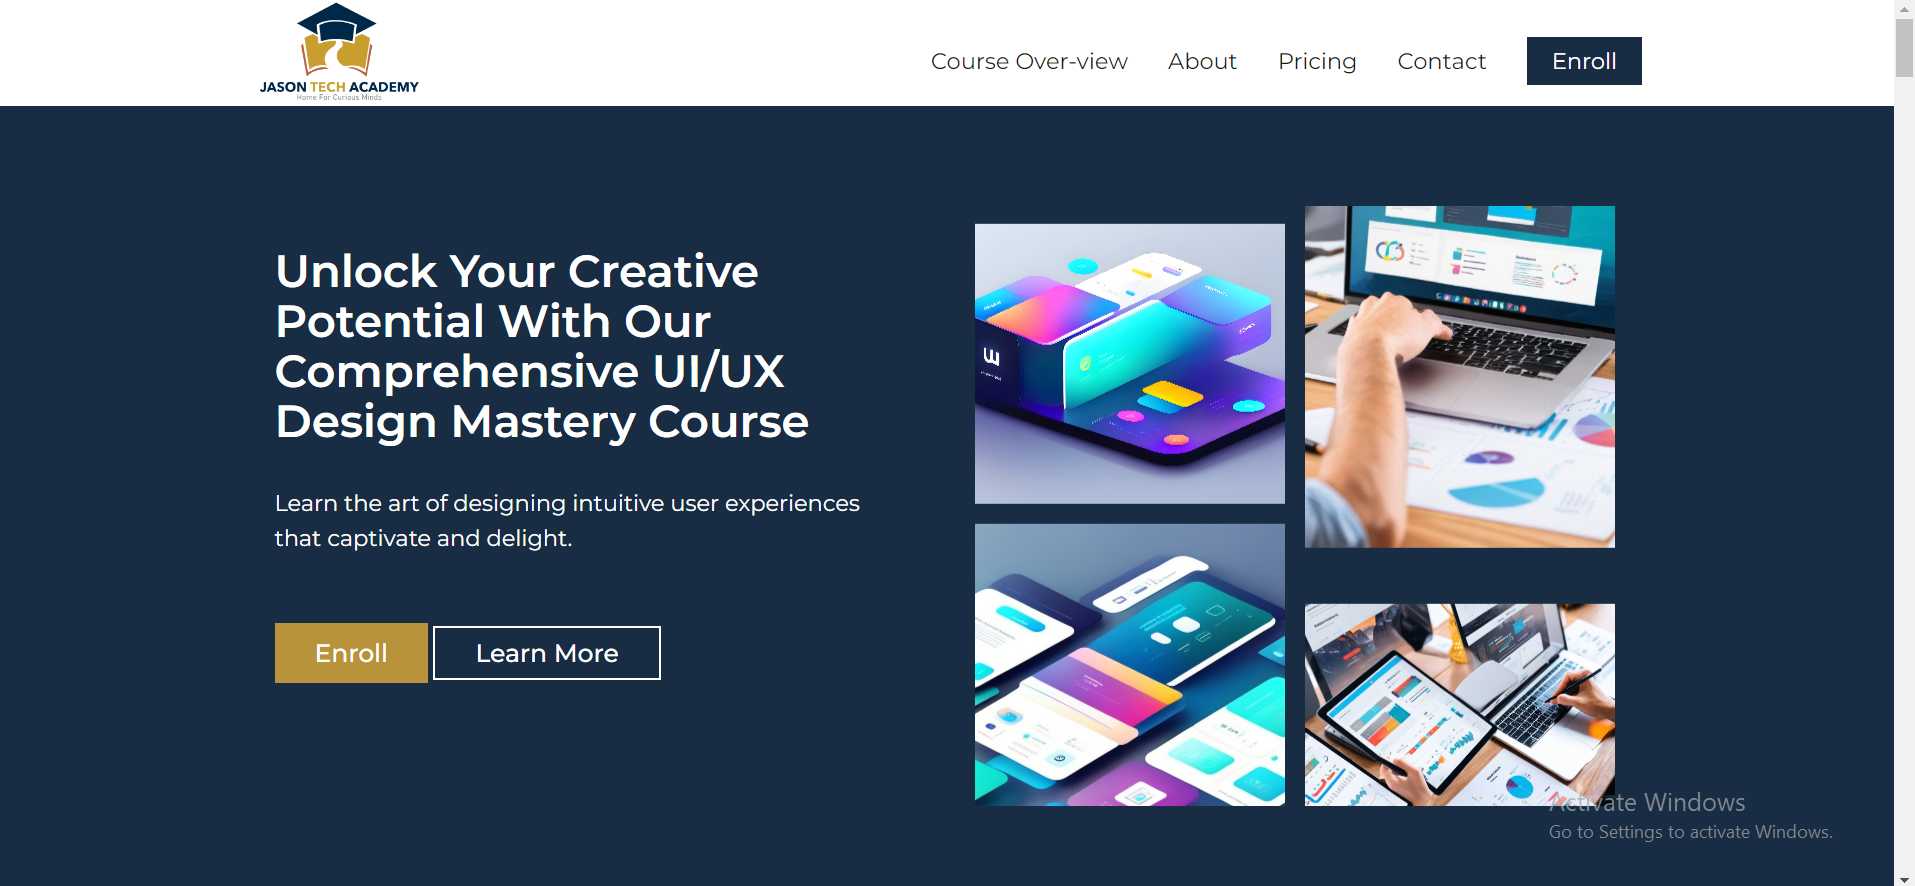 JASON TECH ACADEMY
Home For Curious Minds
Course Over-view
About
Pricing
Contact
Enroll
Unlock Your Creative
Potential With Our
Comprehensive UI/UX
Design Mastery Course
Learn the art of designing intuitive user experiences
that captivate and delight.
Enroll
Learn More
Activate Windows
Go to Settings to activate Windows.